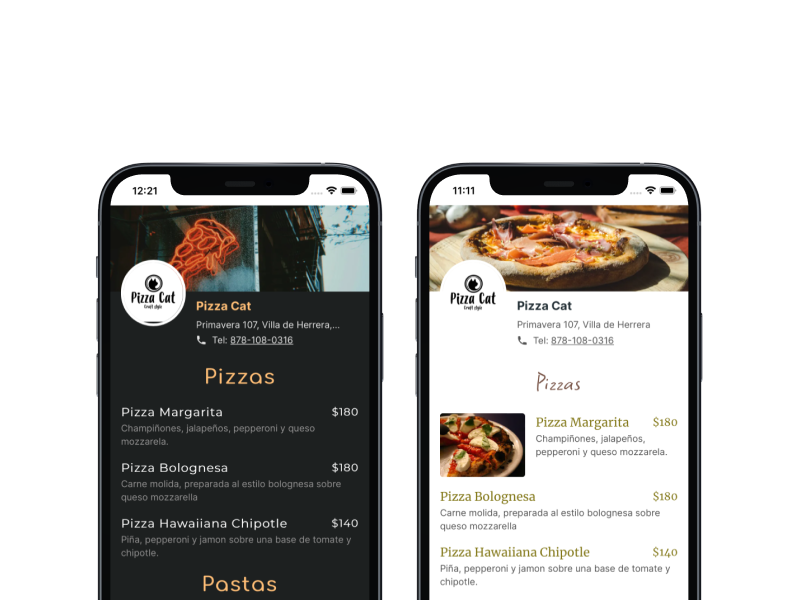 12:21
Pizza Cat
Craft style
Pizza Cat
Primavera 107, Villa de Herrera,...
Tel: 878-108-0316
Pizzas
Pizza Margarita $180
Champiñones, jalapeños, pepperoni y queso
mozzarela.
Pizza Bolognesa $180
Carne molida, preparada al estilo bolognesa sobre
queso mozzarella
Pizza Hawaiiana Chipotle $140
Piña, pepperoni y jamon sobre una base de tomate y
chipotle.
Pastas
11:11
Pizza Cat
Craft style
Pizza Cat
Primavera 107, Villa de Herrera
Tel: 878-108-0316
Pizzas
Pizza Margarita $180
Champiñones, jalapeños,
pepperoni y queso mozzarela.
Pizza Bolognesa $180
Carne molida, preparada al estilo bolognesa sobre
queso mozzarella
Pizza Hawaiiana Chipotle $140
Piña, pepperoni y jamon sobre una base de tomate y
chipotle.